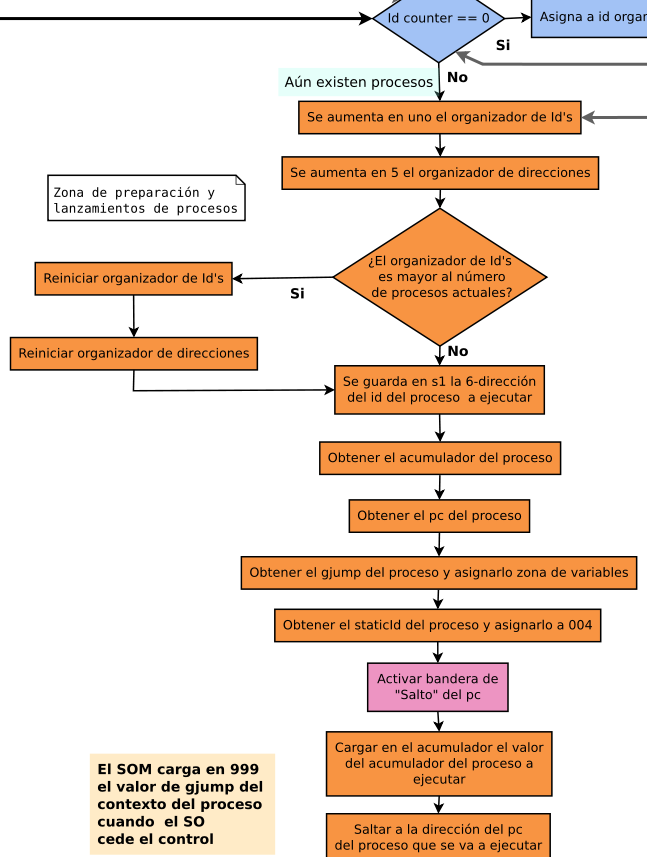 Id counter == 0
Asigna a id
Si
No
Aún existen procesos
Se aumenta en uno el organizador de Id's
Se aumenta en 5 el organizador de direcciones
Zona de preparación y
lanzamientos de procesos
¿El organizador de Id's
es mayor al número
de procesos actuales?
Si
Reiniciar organizador de Id's
Reiniciar organizador de direcciones
No
Se guarda en s1 la 6-dirección
del id del proceso  a ejecutar
Obtener el acumulador del proceso
Obtener el pc del proceso
Obtener el gjump del proceso y asignarlo zona de variables
Obtener el staticId del proceso y asignarlo a 004
Activar bandera de
"Salto" del pc
Cargar en el acumulador el valor
del acumulador del proceso a
ejecutar
El SOM carga en 999
el valor de gjump del
contexto del proceso
cuando  el SO
cede el control
Saltar a la dirección del pc
del proceso que se va a ejecutar